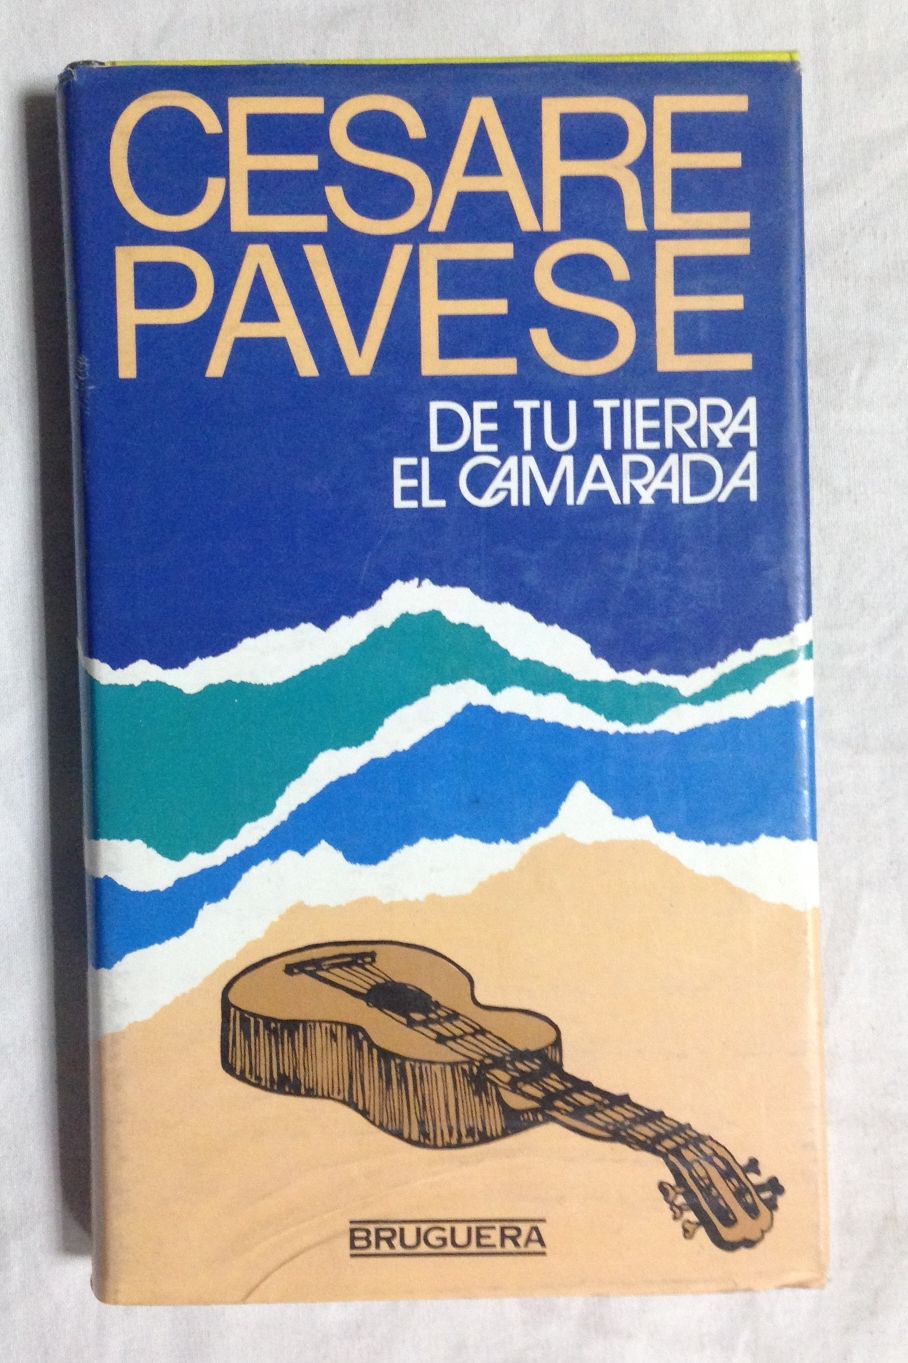 CESARE
PAVESE
DE TU TIERRA
EL CAMARADA
BRUGUERA